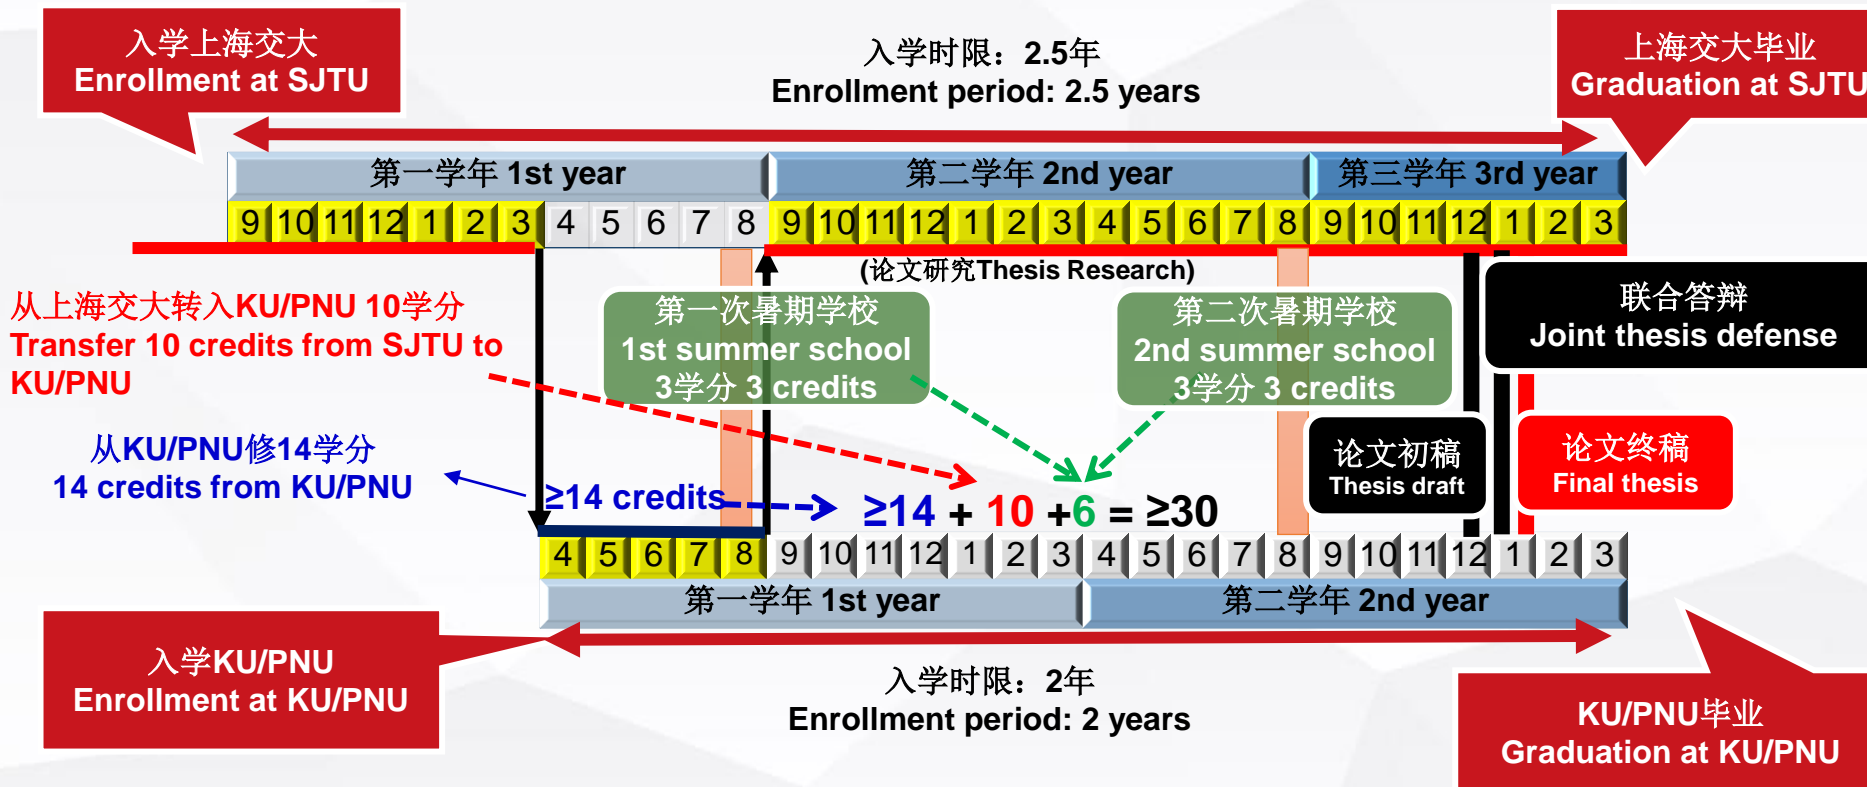 入学上海交大
Enrollment at SJTU
入学时限：2.5年
Enrollment period: 2.5 years
上海交大毕业
Graduation at SJTU
第一学年 1st year
第二学年 2nd year
第三学年 3rd year
9 10 11 12 1 2 3 4 5 6 7 8 9 10 11 12 1 2 3 4 5 6 7 8 9 10 11 12 1 2 3
(论文研究Thesis Research)
从上海交大转入KU/PNU 10学分
Transfer 10 credits from SJTU to
KU/PNU
第一次暑期学校
1st summer school
3学分 3 credits
第二次暑期学校
2nd summer school
3学分 3 credits
联合答辩
Joint thesis defense
从KU/PNU修14学分
14 credits from KU/PNU
≥14 credits
≥14 + 10 +6 = ≥30
论文初稿
Thesis draft
论文终稿
Final thesis
4 5 6 7 8 9 10 11 12 1 2 3 4 5 6 7 8 9 10 11 12 1 2 3
第一学年 1st year
第二学年 2nd year
入学KU/PNU
Enrollment at KU/PNU
入学时限：2年
Enrollment period: 2 years
KU/PNU毕业
Graduation at KU/PNU